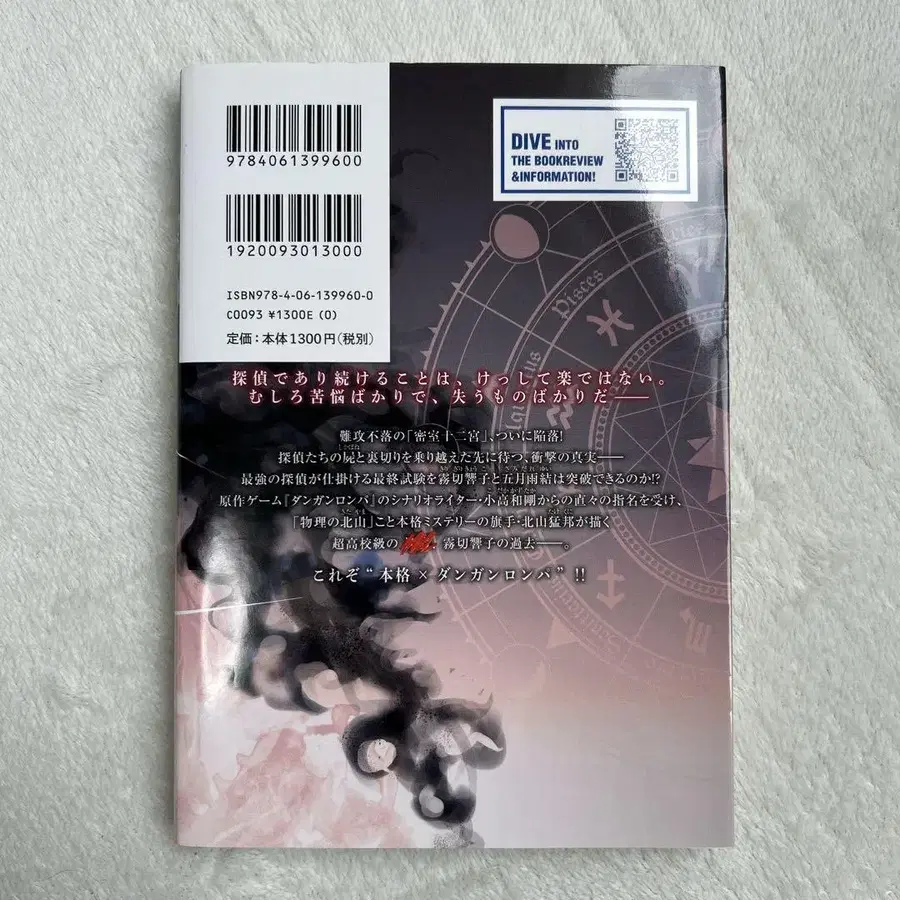 9784061399600
1920093013000
ISBN978-4-06-139960-0
C0093 ¥1300E (0)
定価：本体1300円（税別）
DIVE INTO
THE BOOKREVIEW
&INFORMATION!
Pisces
探偵であり続けることは、けっして楽ではない。
むしろ苦悩ばかりで、失うものばかりだ――
難攻不落の「密室十二宮」、ついに陥落!
探偵たちの屍と裏切りを乗り越えた先に待つ、衝撃の真実――
最強の探偵が仕掛ける最終試験を霧切響子と五月雨結は突破できるのか!?
原作ゲーム『ダンガンロンパ』のシナリオライター・小高和剛からの直々の指名を受け、
「物理の北山」こと本格ミステリーの旗手・北山猛邦が描く
超高校級の 霧切響子の過去――。
これぞ“本格×ダンガンロンパ”!!